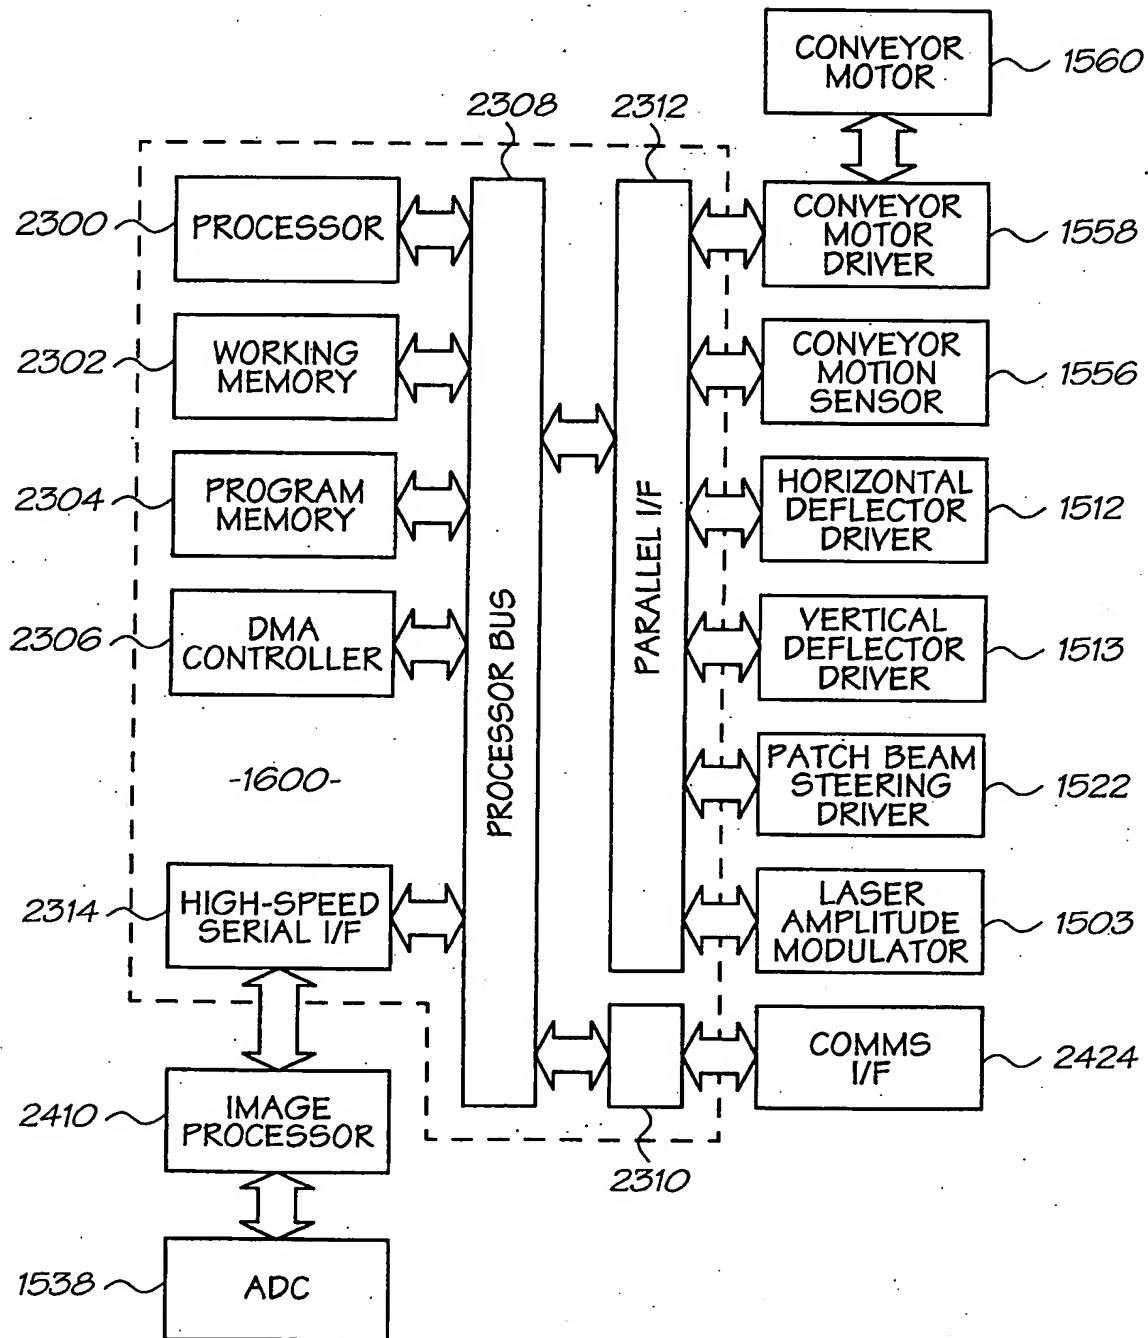 CONVEYOR
MOTOR
1560
2308
2312
2300
PROCESSOR
CONVEYOR
MOTOR
DRIVER
1558
2302
WORKING
MEMORY
CONVEYOR
MOTION
SENSOR
1556
2304
PROGRAM
MEMORY
HORIZONTAL
DEFLECTOR
DRIVER
1512
PARALLEL I/F
PROCESSOR BUS
2306
DMA
CONTROLLER
VERTICAL
DEFLECTOR
DRIVER
1513
-1600-
PATCH BEAM
STEERING
DRIVER
1522
2314
HIGH-SPEED
SERIAL I/F
LASER
AMPLITUDE
MODULATOR
1503
COMMS
I/F
2424
2410
IMAGE
PROCESSOR
2310
1538
ADC